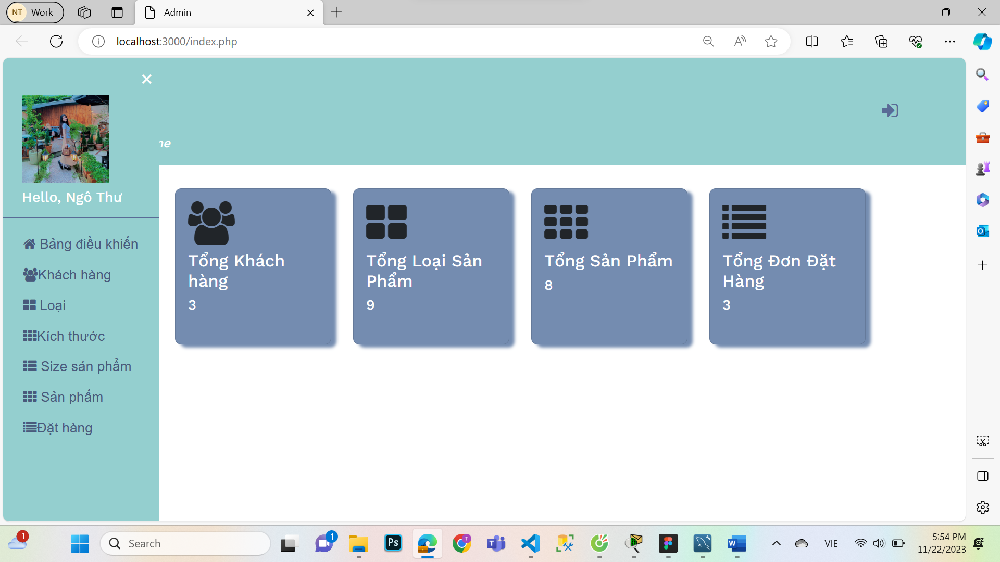 NT Work
Admin
localhost:3000/index.php
ne
Hello, Ngô Thư
Bảng điều khiển
Khách hàng
Loại
Kích thước
Size sản phẩm
Sản phẩm
Đặt hàng
Tổng Khách
hàng
3
Tổng Loại Sản
Phẩm
9
Tổng Sản Phẩm
8
Tổng Đơn Đặt
Hàng
3
1
Search
1
Ps
VIE
5:54 PM
11/22/2023